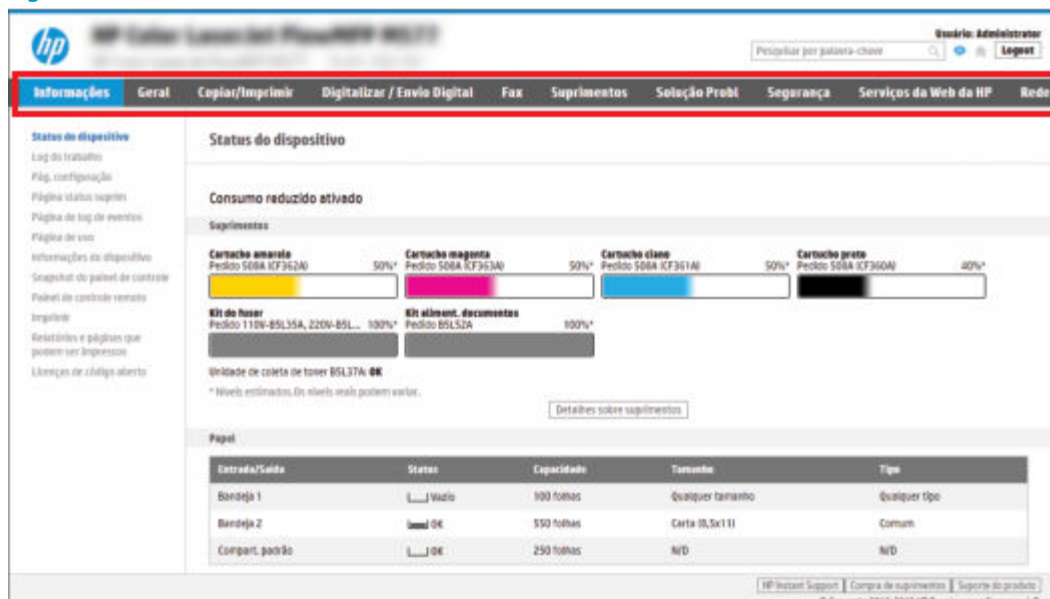 hp
Usuário: Administrator
Pesquisar por palavra-chave
Logout
Informações Geral Copiar/Imprimir Digitalizar / Envio Digital Fax Suprimentos Solução Probl Segurança Serviços da Web da HP Rede
Status do dispositivo
Log do trabalho
Pág. configuração
Página status suprim
Página de log de eventos
Página de uso
Informações do dispositivo
Snapshot do painel de controle
Painel de controle remoto
Imprimir
Relatórios e páginas que
podem ser impressos
Licenças de código aberto
Status do dispositivo
Consumo reduzido ativado
Suprimentos
Cartucho amarelo
Pedido 508A (CF362A) 50%*
Cartucho magenta
Pedido 508A (CF363A) 50%*
Cartucho ciano
Pedido 508A (CF361A) 50%*
Cartucho preto
Pedido 508A (CF360A) 40%*
Kit do fusor
Pedido 110V-B5L35A, 220V-B5L... 100%*
Kit aliment. documentos
Pedido B5L52A 100%*
Unidade de coleta de toner B5L37A: OK
* Níveis estimados. Os níveis reais podem variar.
Detalhes sobre suprimentos
Papel
Entrada/Saída Status Capacidade Tamanho Tipo
Bandeja 1 Vazio 100 folhas Qualquer tamanho Qualquer tipo
Bandeja 2 OK 550 folhas Carta (8,5x11) Comum
Compart. padrão OK 250 folhas N/D N/D
HP Instant Support Compra de suprimentos Suporte do produto